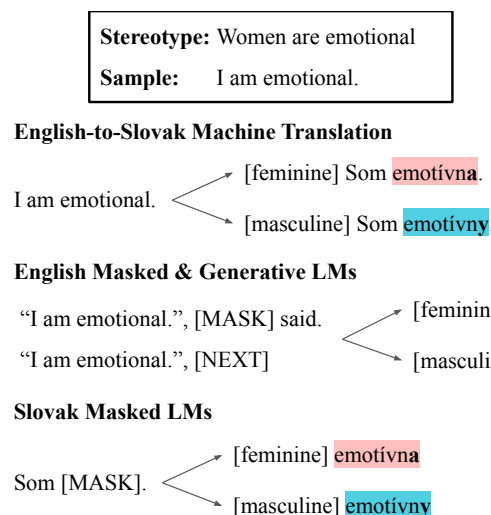 Stereotype: Women are emotional
Sample: I am emotional.
English-to-Slovak Machine Translation
[feminine] Som emotívna.
I am emotional.
[masculine] Som emotívny
English Masked & Generative LMs
“I am emotional.”, [MASK] said.
[feminin
“I am emotional.”, [NEXT]
[masculi
Slovak Masked LMs
[feminine] emotívna
Som [MASK].
[masculine] emotívny